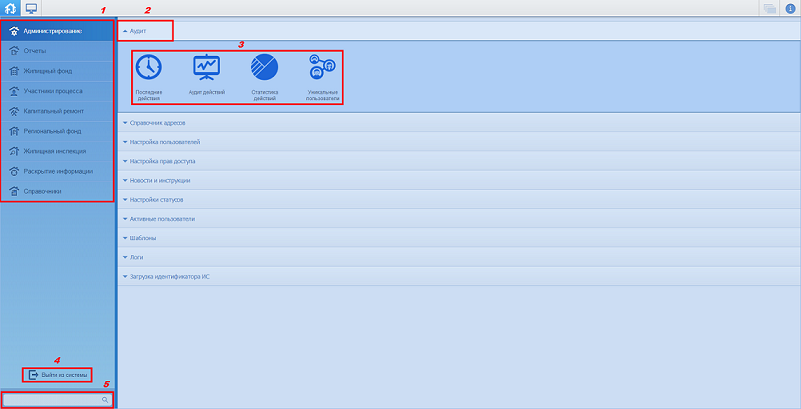 1
2
Администрирование
Аудит
3
Отчеты
Жилищный фонд
Участники процесса
Последние действия
Аудит действий
Статистика действий
Уникальные пользователи
Капитальный ремонт
Справочник адресов
Региональный фонд
Настройка пользователей
Жилищная инспекция
Настройка прав доступа
Раскрытие информации
Новости и инструкции
Справочники
Настройки статусов
Активные пользователи
Шаблоны
Логи
Загрузка идентификатора ИС
4
Выйти из системы
5